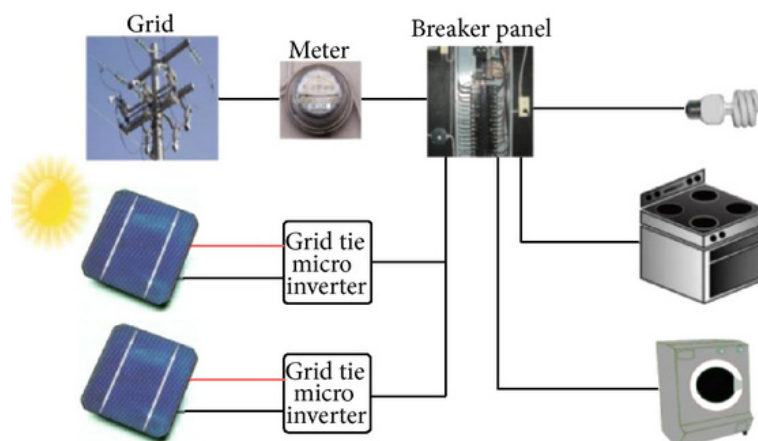 Grid
Meter
Breaker panel
Grid tie
micro
inverter
Grid tie
micro
inverter